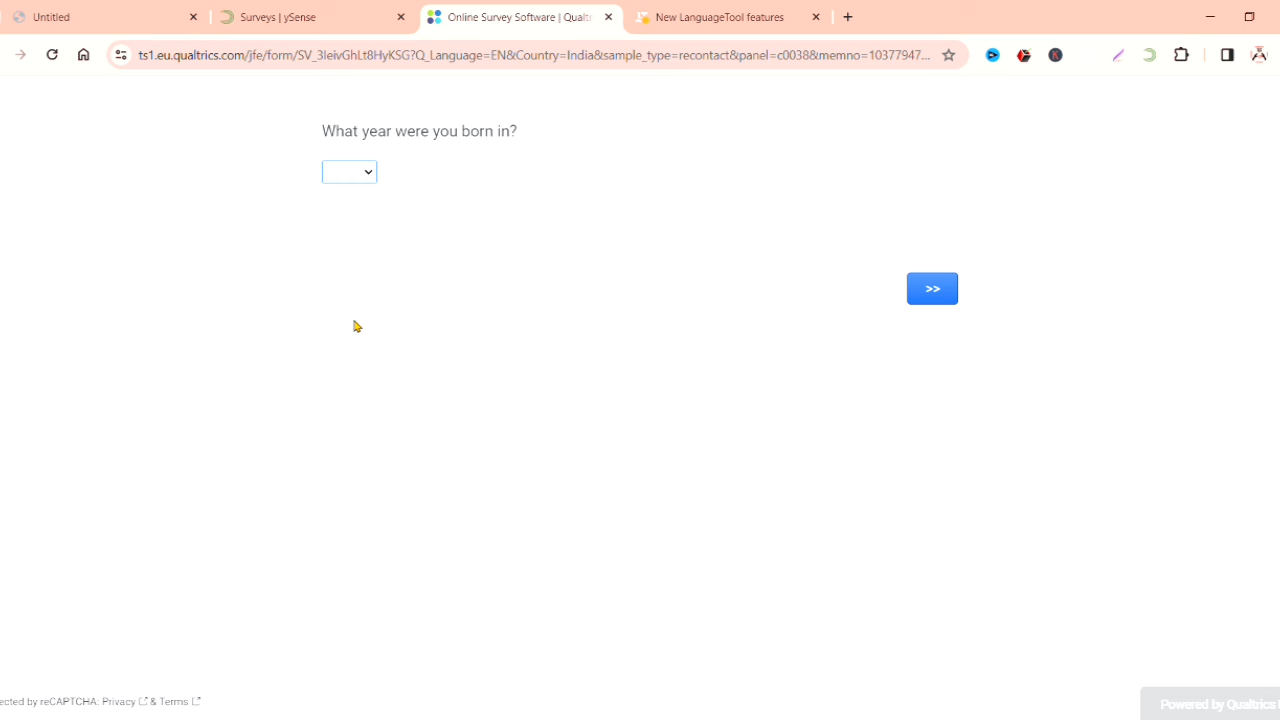 Untitled
Surveys | ySense
Online Survey Software | Qualt
New LanguageTool features
ts1.eu.qualtrics.com/jfe/form/SV_3IeivGhLt8HyKSG?Q_Language=EN&Country=India&sample_type=recontact&panel=c0038&memno=10377947...
What year were you born in?
>>
ected by reCAPTCHA: Privacy & Terms
Powered by Qualtrics